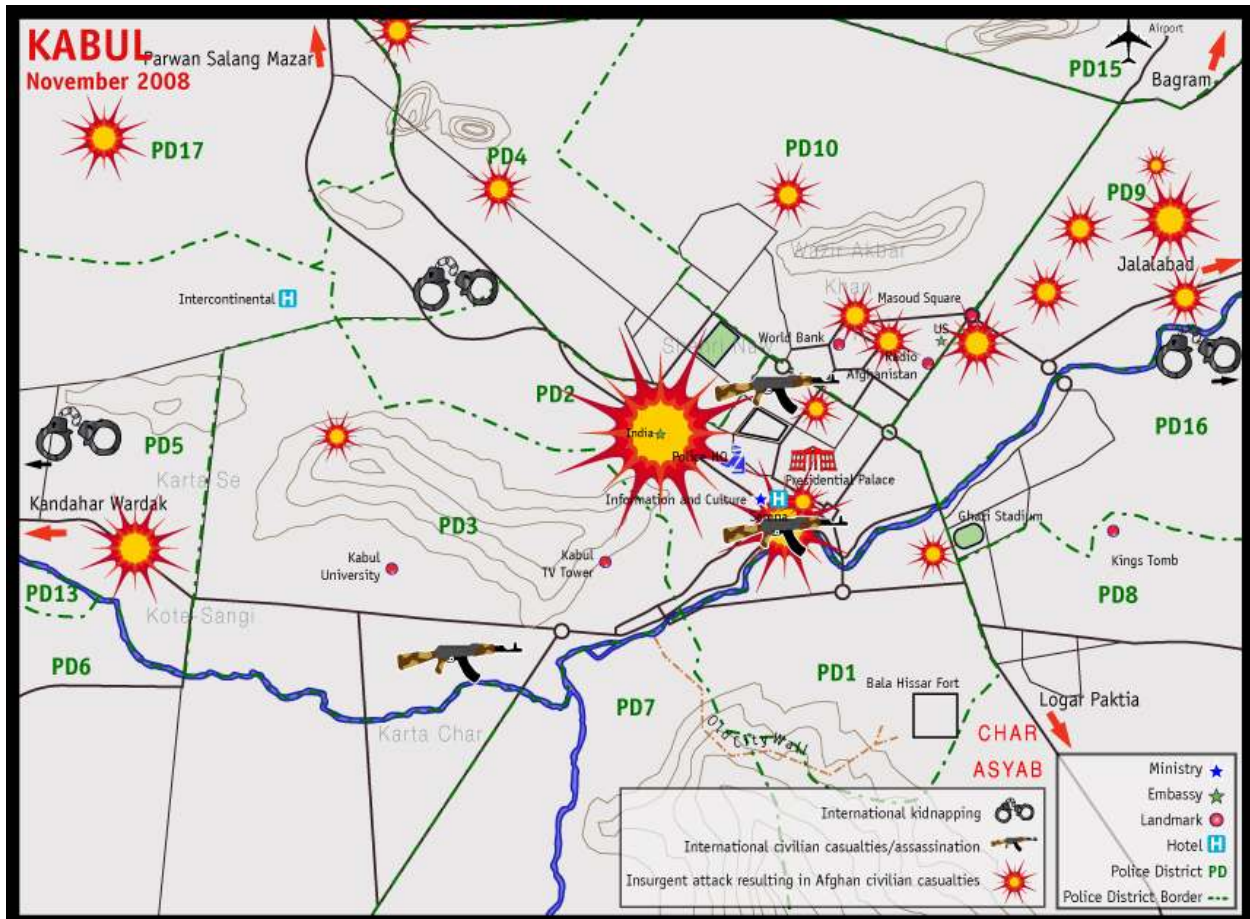 KABUL
November 2008
Parwan Salang Mazar
Airport
PD15
Bagram
PD17
PD4
PD10
PD9
Wazir Akbar
Khan
Jalalabad
Intercontinental H
Masoud Square
US
World Bank
Radio
Afghanistan
PD2
PD5
PD16
India
Police HQ
Karta Se
Presidential Palace
Kandahar Wardak
Information and Culture H
Serena
Ghazi Stadium
PD3
Kabul
University
Kabul
TV Tower
Kings Tomb
PD13
Kote-Sangi
PD8
PD6
PD1
Bala Hissar Fort
PD7
Logar Paktia
Karta Char
Old City Wall
CHAR
ASYAB
International kidnapping
International civilian casualties/assassination
Insurgent attack resulting in Afghan civilian casualties
Ministry
Embassy
Landmark
Hotel H
Police District PD
Police District Border